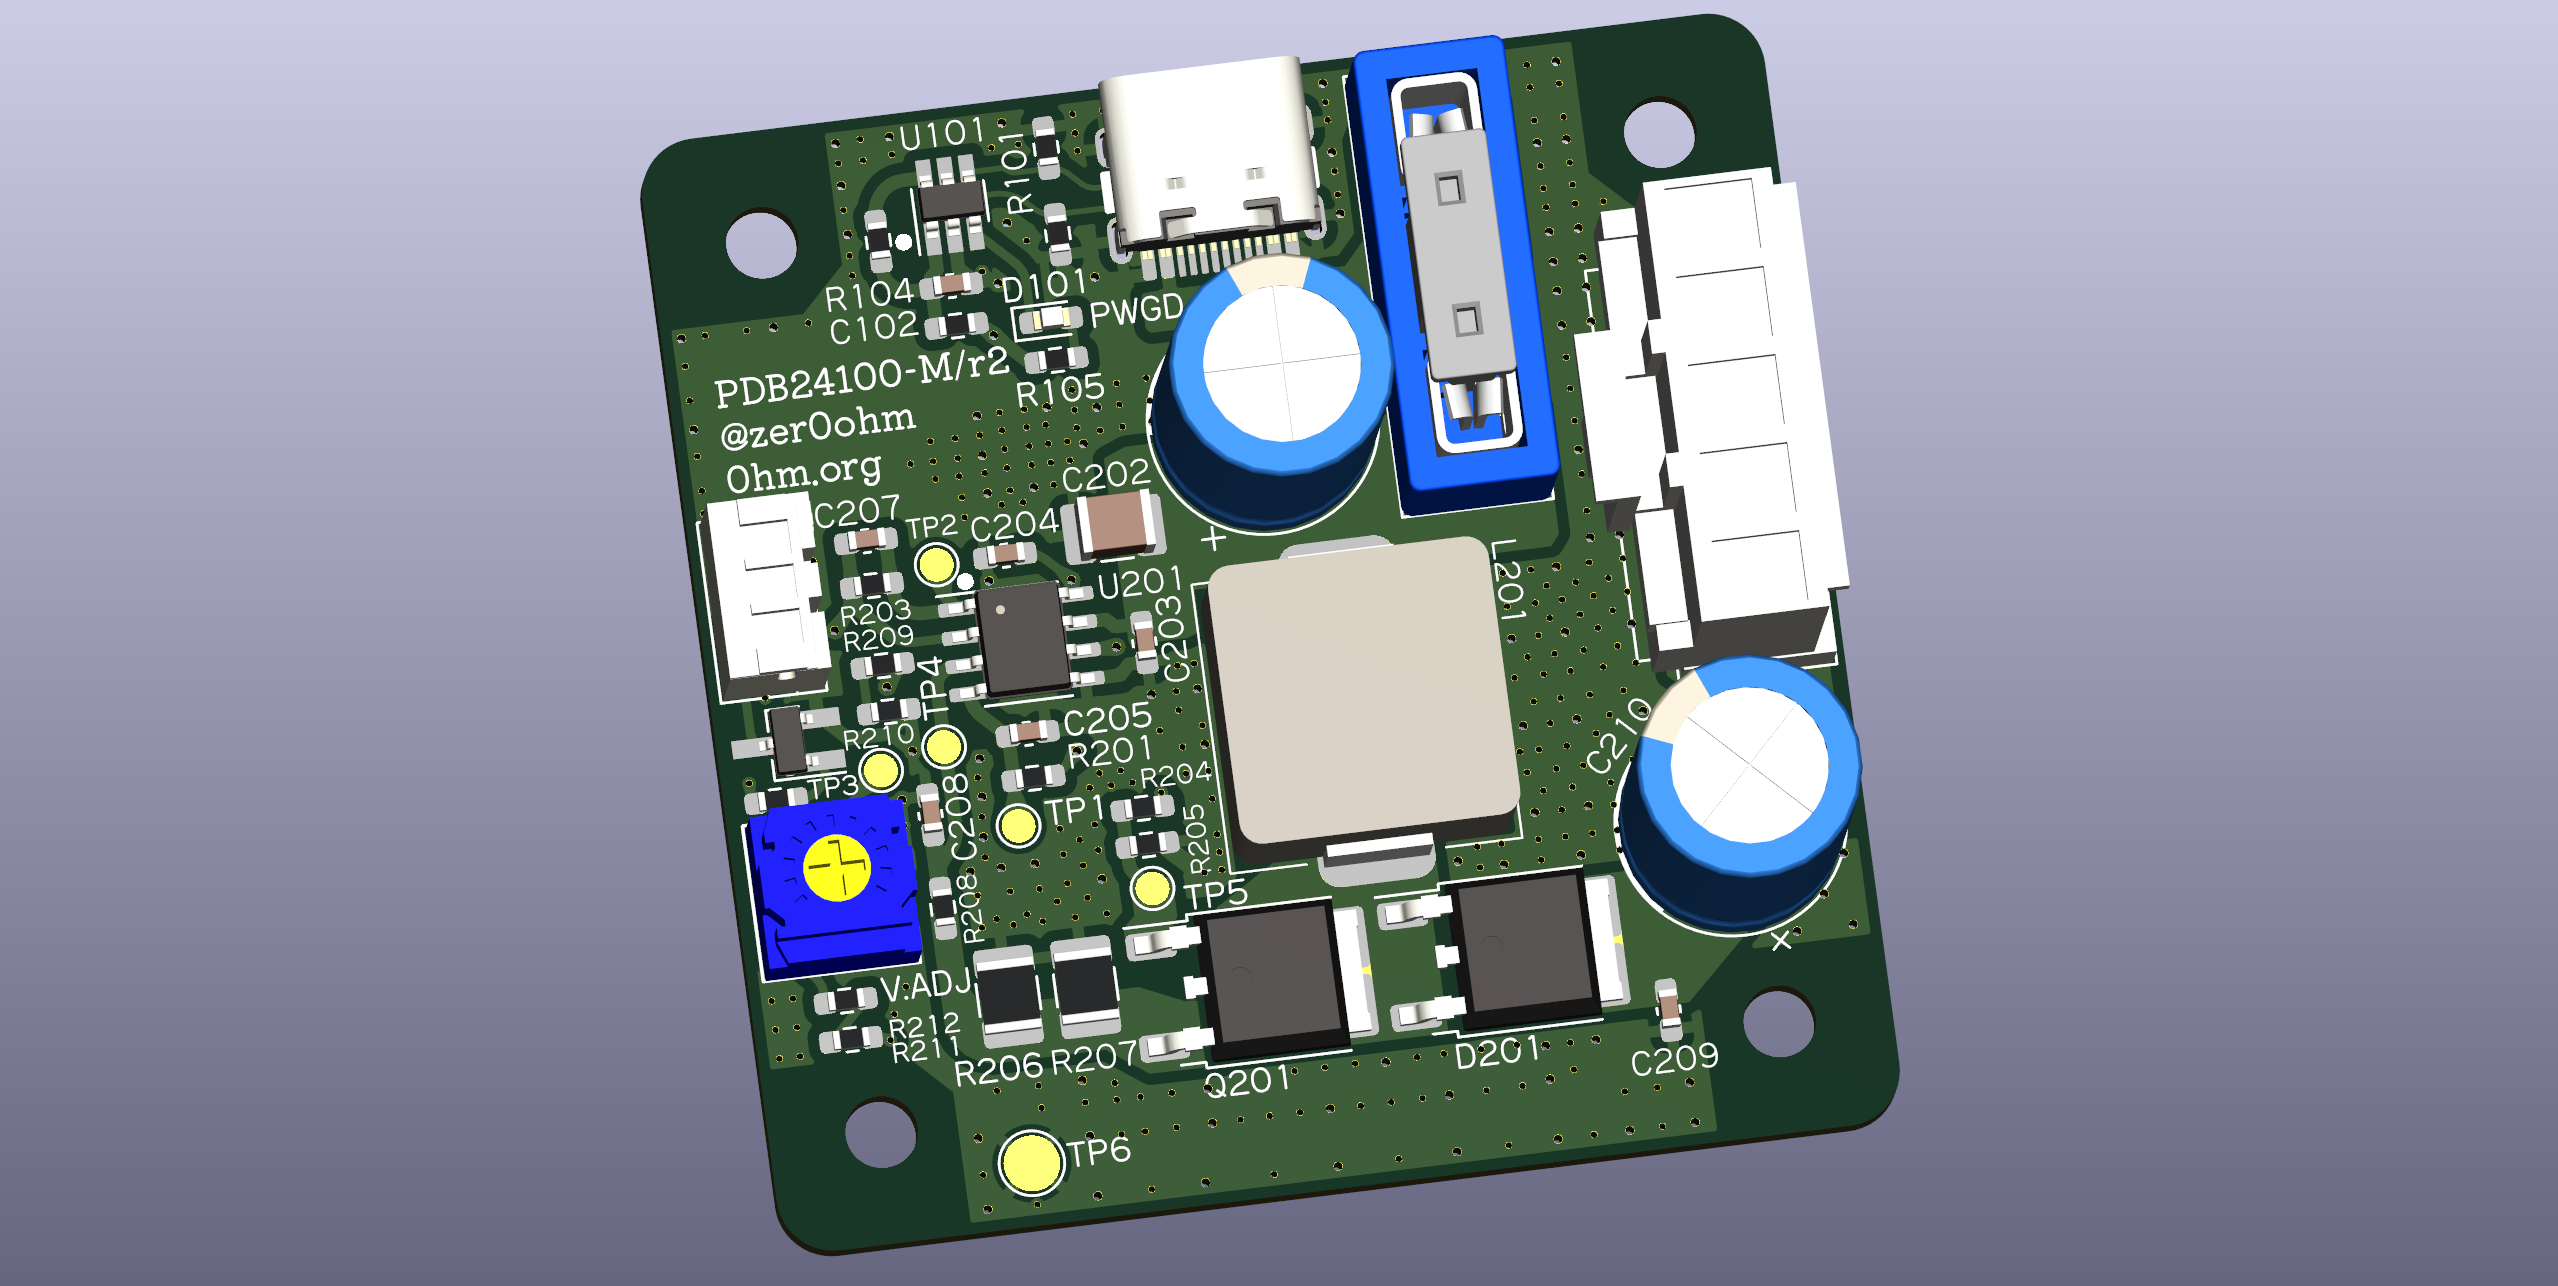 U101
R101
R104
D101
C102
PWGD
PDB24100-M/r2
R105
@zer0ohm
0hm.org
C202
C207
TP2
C204
+
L201
U201
R203
C203
R209
TP4
C205
R210
R201
C210
R204
TP3
C208
TP1
R205
TP5
R208
+
V.ADJ
R212
R211
R206
R207
Q201
D201
C209
TP6